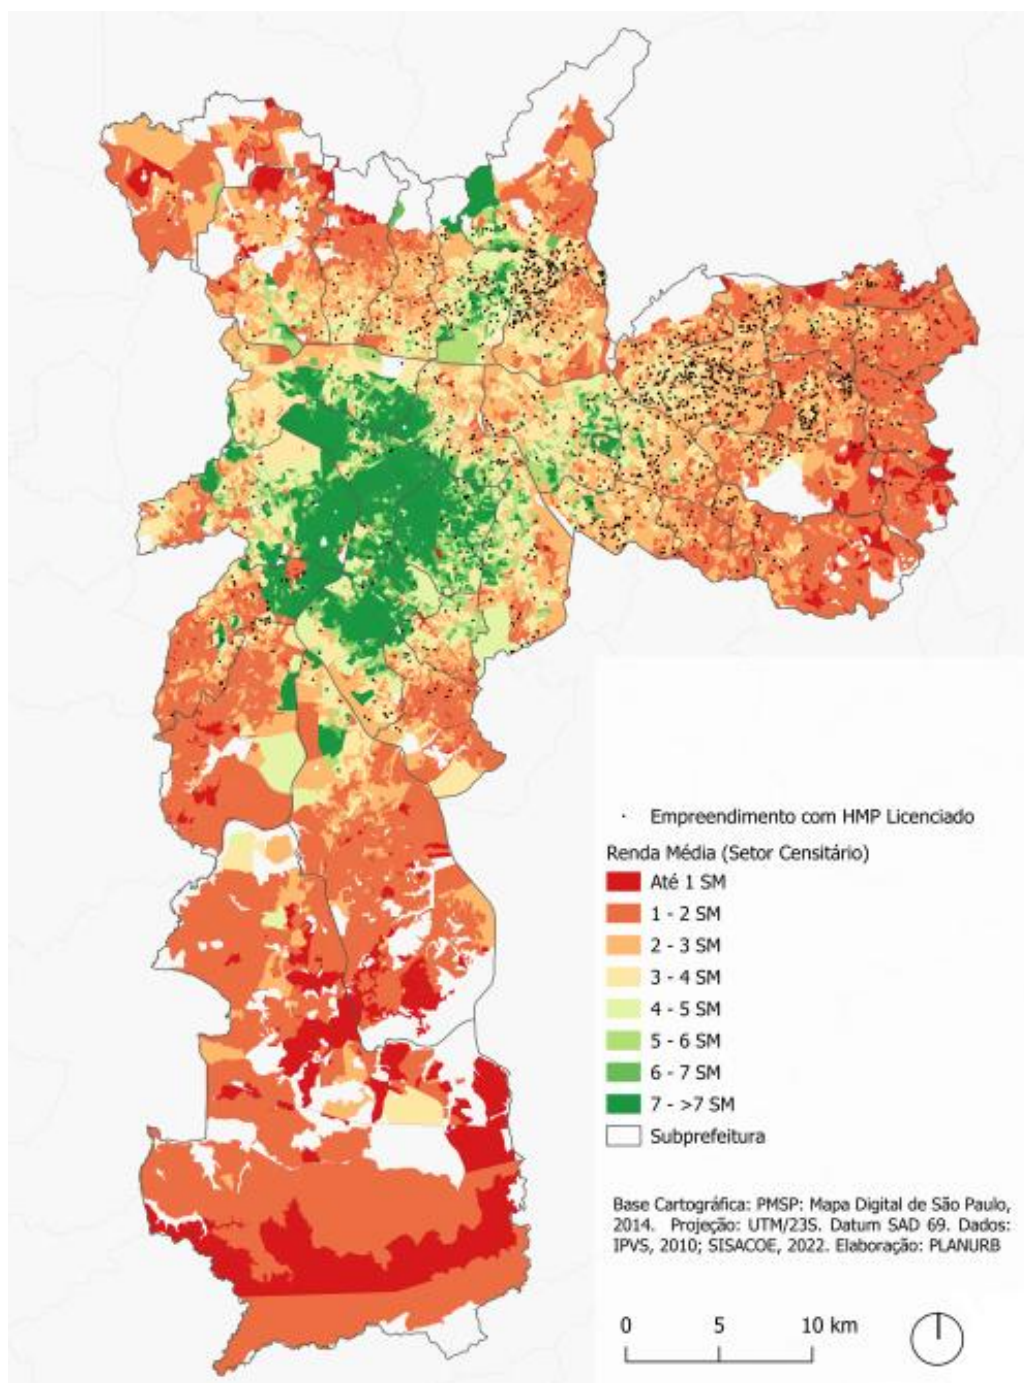 Empreendimento com HMP Licenciado
Renda Média (Setor Censitário)
Até 1 SM
1 - 2 SM
2 - 3 SM
3 - 4 SM
4 - 5 SM
5 - 6 SM
6 - 7 SM
7 - >7 SM
Subprefeitura
Base Cartográfica: PMSP: Mapa Digital de São Paulo,
2014. Projeção: UTM/23S. Datum SAD 69. Dados:
IPVS, 2010; SISACOE, 2022. Elaboração: PLANURB
0 5 10 km